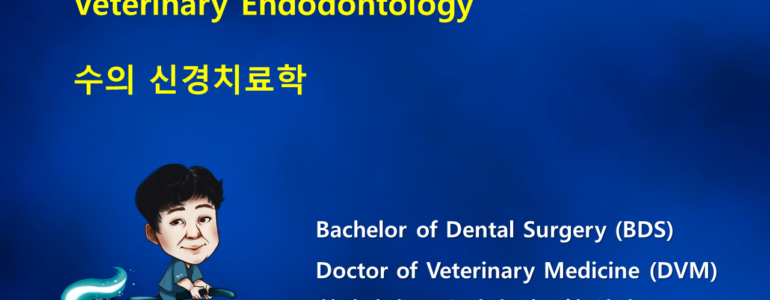 Veterinary Endodontology
수의 신경치료학
Bachelor of Dental Surgery (BDS)
Doctor of Veterinary Medicine (DVM)